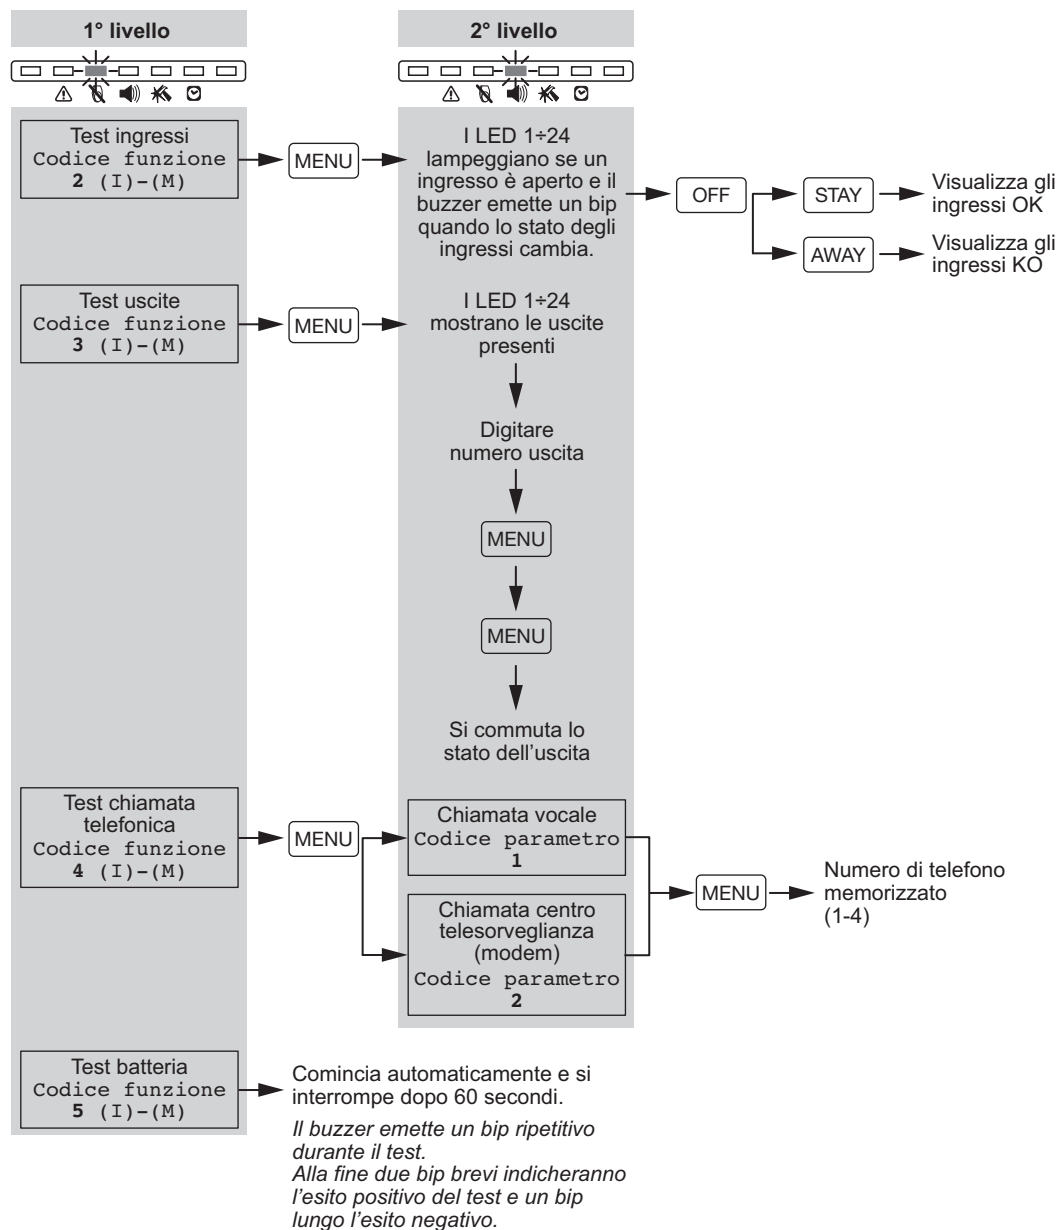 1° livello
2° livello
Test ingressi
Codice funzione
2 (I)–(M)
MENU
I LED 1÷24
lampeggiano se un
ingresso è aperto e il
buzzer emette un bip
quando lo stato degli
ingressi cambia.
OFF
STAY
Visualizza gli
ingressi OK
AWAY
Visualizza gli
ingressi KO
Test uscite
Codice funzione
3 (I)–(M)
MENU
I LED 1÷24
mostrano le uscite
presenti
Digitare
numero uscita
MENU
MENU
Si commuta lo
stato dell'uscita
Test chiamata
telefonica
Codice funzione
4 (I)–(M)
MENU
Chiamata vocale
Codice parametro
1
Chiamata centro
telesorveglianza
(modem)
Codice parametro
2
MENU
Numero di telefono
memorizzato
(1-4)
Test batteria
Codice funzione
5 (I)–(M)
Comincia automaticamente e si
interrompe dopo 60 secondi.
Il buzzer emette un bip ripetitivo
durante il test.
Alla fine due bip brevi indicheranno
l'esito positivo del test e un bip
lungo l'esito negativo.